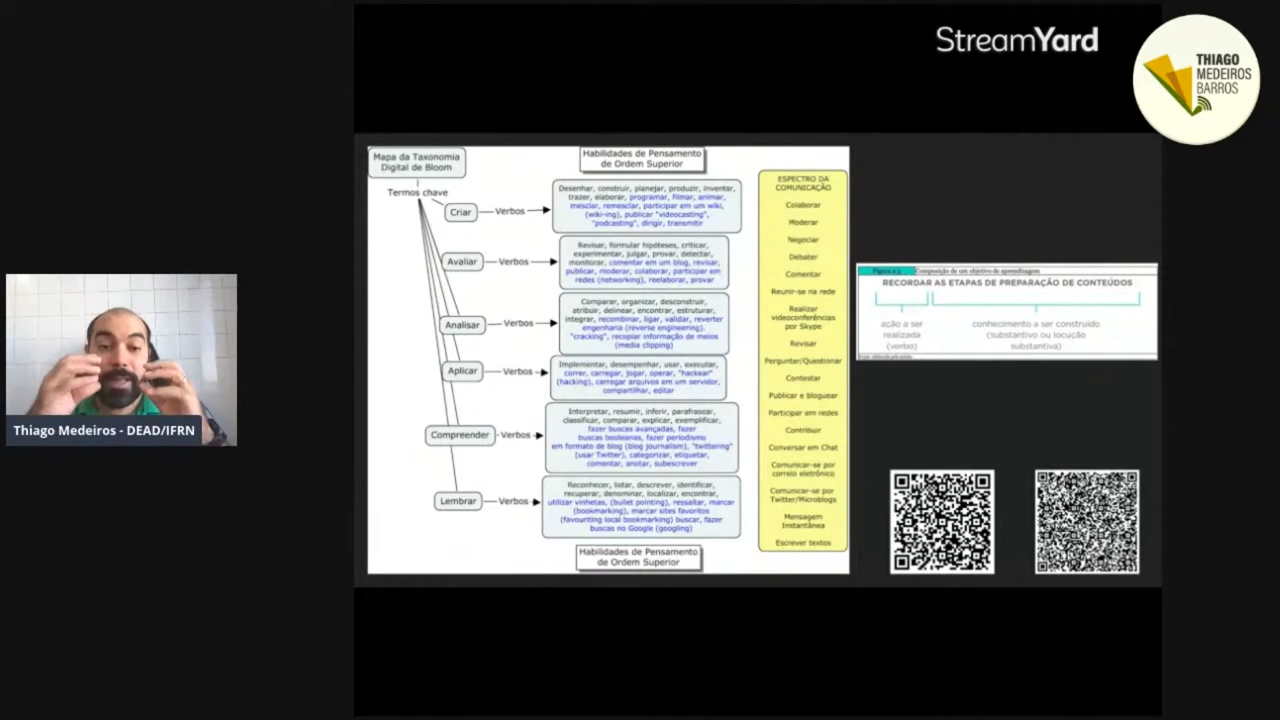 StreamYard
THIAGO
MEDEIROS
BARROS
Mapa da Taxonomia
Digital de Bloom
Termos chave
Habilidades de Pensamento
de Ordem Superior
Criar
Verbos
Desenhar, construir, planejar, produzir, inventar,
trazer, elaborar, programar, filmar, animar,
mesclar, remesclar, participar em um wiki,
(wiki-ing), publicar "videocasting",
"podcasting", dirigir, transmitir
Avaliar
Verbos
Revisar, formular hipóteses, criticar,
experimentar, julgar, provar, detectar,
monitorar, comentar em um blog, revisar,
publicar, moderar, colaborar, participar em
redes (networking), reelaborar, provar
Analisar
Verbos
Comparar, organizar, desconstruir,
atribuir, delinear, encontrar, estruturar,
integrar, recombinar, ligar, validar, reverter
engenharia (reverse engineering),
"cracking", recopiar informação de meios
(media clipping)
Aplicar
Verbos
Implementar, desempenhar, usar, executar,
correr, carregar, jogar, operar, "hackear"
(hacking), carregar arquivos em um servidor,
compartilhar, editar
Compreender
Verbos
Interpretar, resumir, inferir, parafrasear,
classificar, comparar, explicar, exemplificar,
fazer buscas avançadas, fazer
buscas booleanas, fazer periodismo
em formato de blog (blog journalism), "twittering"
(usar Twitter), categorizar, etiquetar,
comentar, anotar, subescrever
Lembrar
Verbos
Reconhecer, listar, descrever, identificar,
recuperar, denominar, localizar, encontrar,
utilizar vinhetas, (bullet pointing), ressaltar, marcar
(bookmarking), marcar sites favoritos
(favouriting local bookmarking) buscar, fazer
buscas no Google (googling)
Habilidades de Pensamento
de Ordem Superior
ESPECTRO DA
COMUNICAÇÃO
Colaborar
Moderar
Negociar
Debater
Comentar
Reunir-se na rede
Realizar
videoconferências
por Skype
Revisar
Perguntar/Questionar
Contestar
Publicar e bloguear
Participar em redes
Contribuir
Conversar em Chat
Comunicar-se por
correio eletrônico
Comunicar-se por
Twitter/Microblogs
Mensagem
Instantânea
Escrever textos
Composição de um objetivo de aprendizagem
RECORDAR AS ETAPAS DE PREPARAÇÃO DE CONTEÚDOS
ação a ser
realizada
(verbo)
conhecimento a ser construído
(substantivo ou locução
substantiva)
Thiago Medeiros - DEAD/IFRN